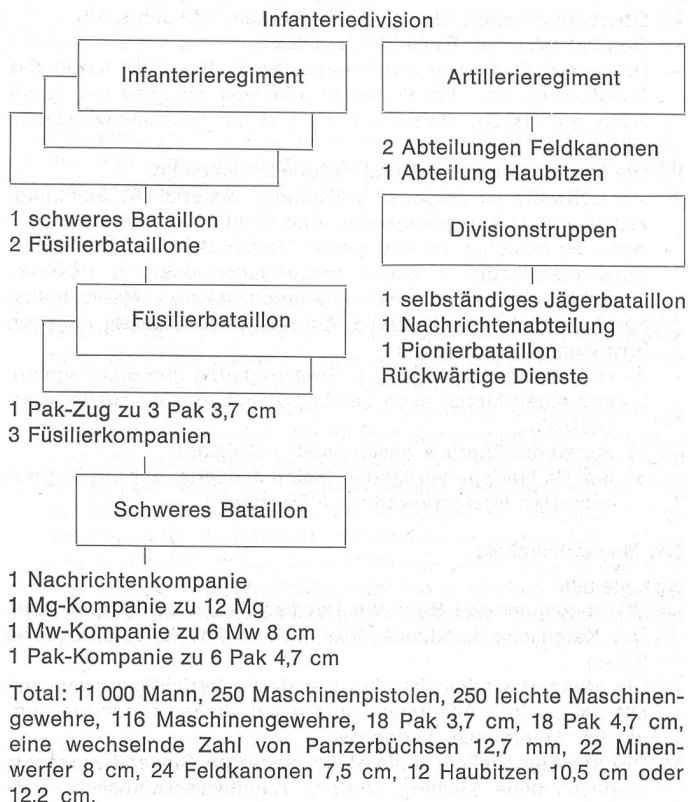 Infanteriedivision
Infanterieregiment
1 schweres Bataillon
2 Füsilierbataillone
Füsilierbataillon
1 Pak-Zug zu 3 Pak 3,7 cm
3 Füsilierkompanien
Schweres Bataillon
1 Nachrichtenkompanie
1 Mg-Kompanie zu 12 Mg
1 Mw-Kompanie zu 6 Mw 8 cm
1 Pak-Kompanie zu 6 Pak 4,7 cm
Artillerieregiment
2 Abteilungen Feldkanonen
1 Abteilung Haubitzen
Divisionstruppen
1 selbständiges Jägerbataillon
1 Nachrichtenabteilung
1 Pionierbataillon
Rückwärtige Dienste
Total: 11 000 Mann, 250 Maschinenpistolen, 250 leichte Maschinen-
gewehre, 116 Maschinengewehre, 18 Pak 3,7 cm, 18 Pak 4,7 cm,
eine wechselnde Zahl von Panzerbüchsen 12,7 mm, 22 Minen-
werfer 8 cm, 24 Feldkanonen 7,5 cm, 12 Haubitzen 10,5 cm oder
12,2 cm.